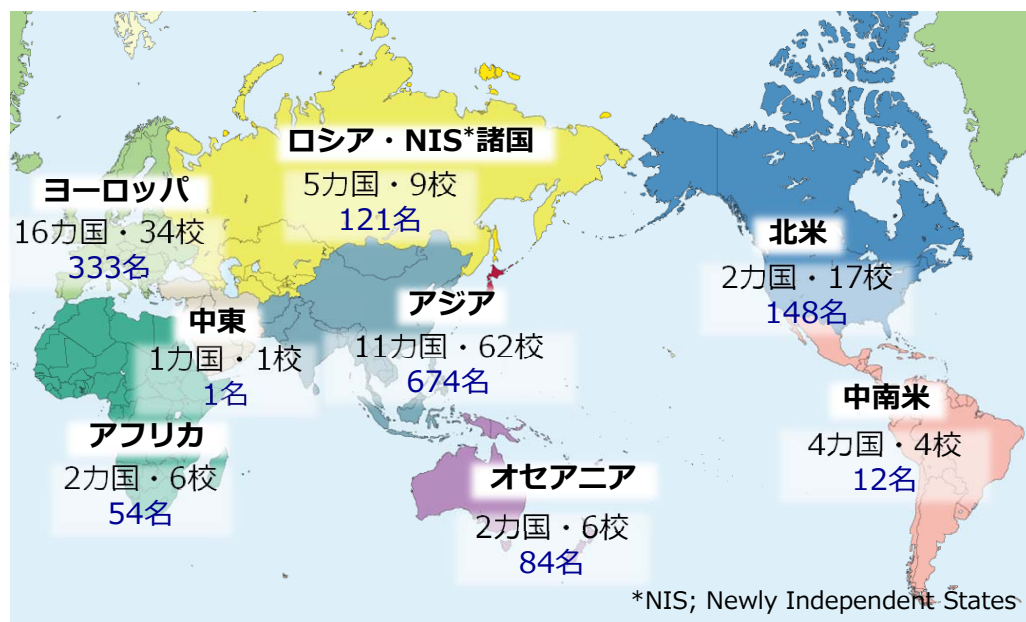 ロシア・NIS*諸国
5カ国・9校
121名
ヨーロッパ
16カ国・34校
333名
北米
2カ国・17校
148名
アジア
11カ国・62校
674名
中東
1カ国・1校
1名
中南米
4カ国・4校
12名
アフリカ
2カ国・6校
54名
オセアニア
2カ国・6校
84名
*NIS; Newly Independent States